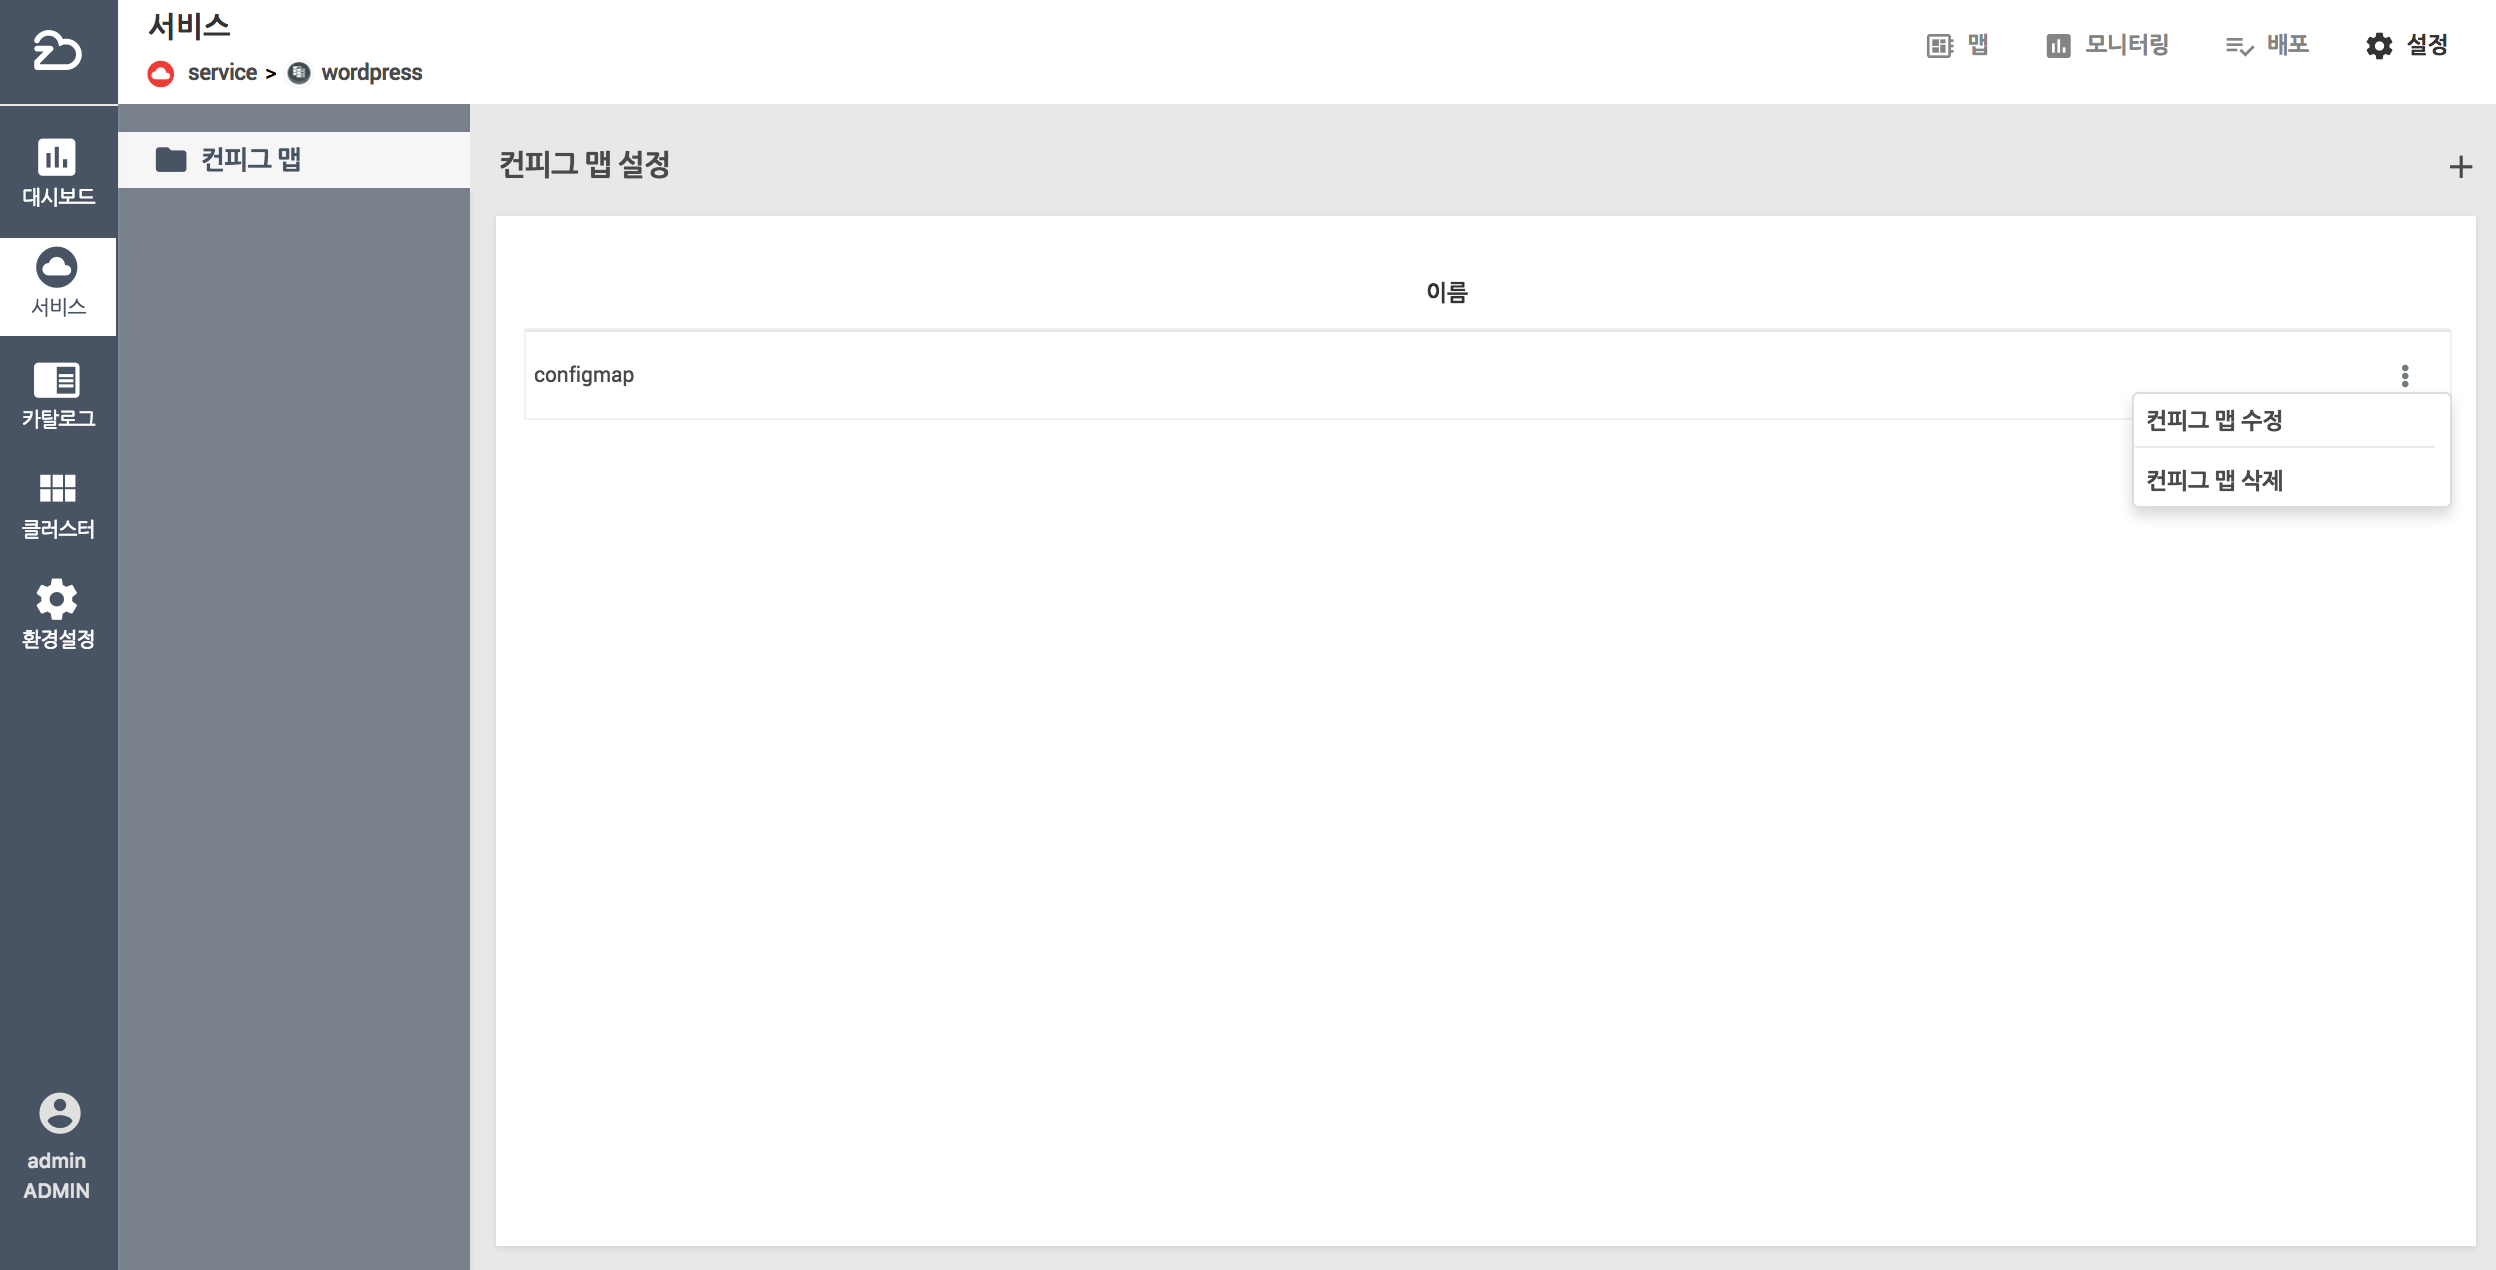 서비스
service > wordpress
맵
모니터링
배포
설정
대시보드
서비스
카탈로그
클러스터
환경설정
admin
ADMIN
컨피그 맵
컨피그 맵 설정
이름
configmap
컨피그 맵 수정
컨피그 맵 삭제